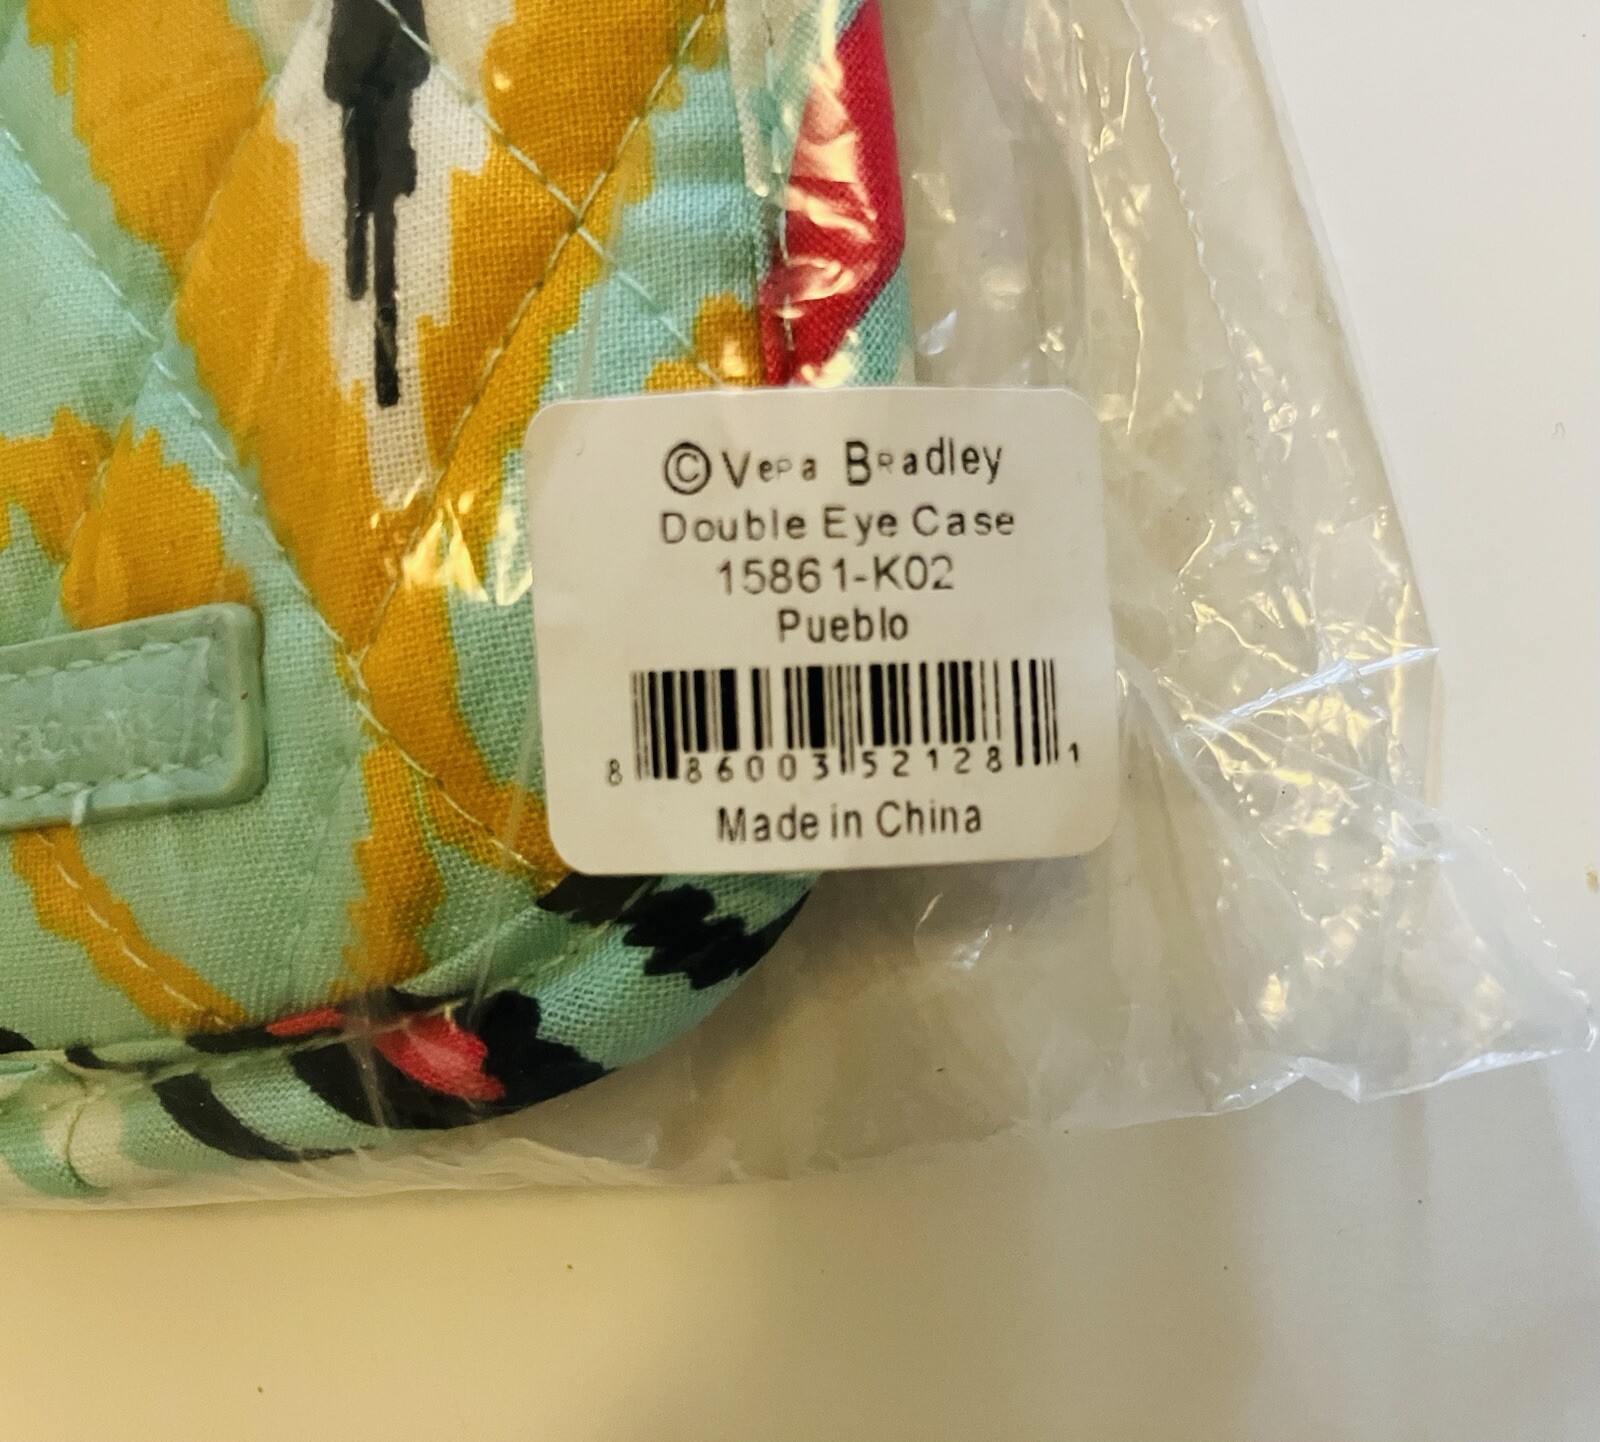 ©Vera Bradley
Double Eye Case
15861-K02
Pueblo
8 86003 52128 1
Made in China